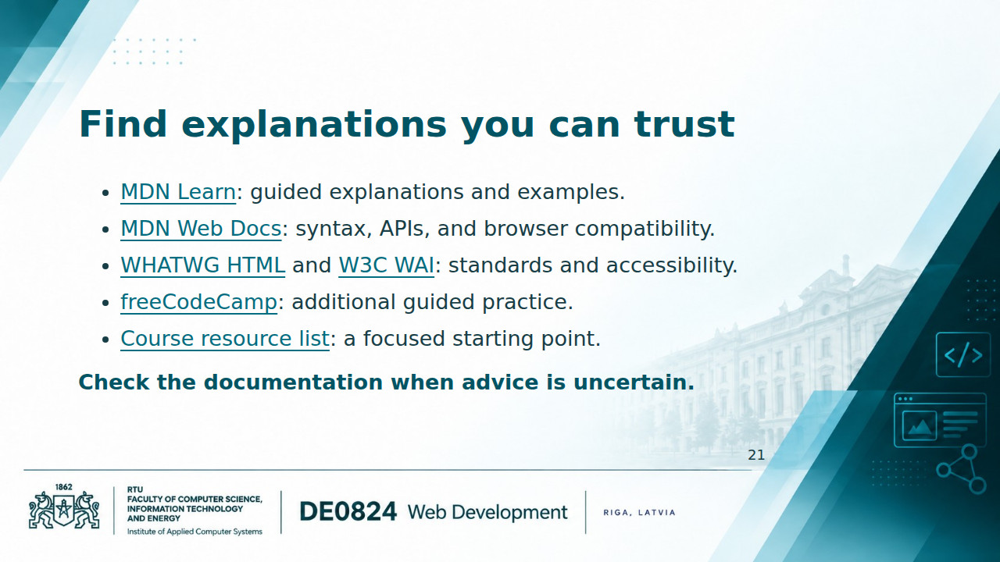 Find explanations you can trust
• MDN Learn: guided explanations and examples.
• MDN Web Docs: syntax, APIs, and browser compatibility.
• WHATWG HTML and W3C WAI: standards and accessibility.
• freeCodeCamp: additional guided practice.
• Course resource list: a focused starting point.
Check the documentation when advice is uncertain.
</>
21
1862
RTU
FACULTY OF COMPUTER SCIENCE,
INFORMATION TECHNOLOGY
AND ENERGY
Institute of Applied Computer Systems
DE0824 Web Development
RIGA, LATVIA